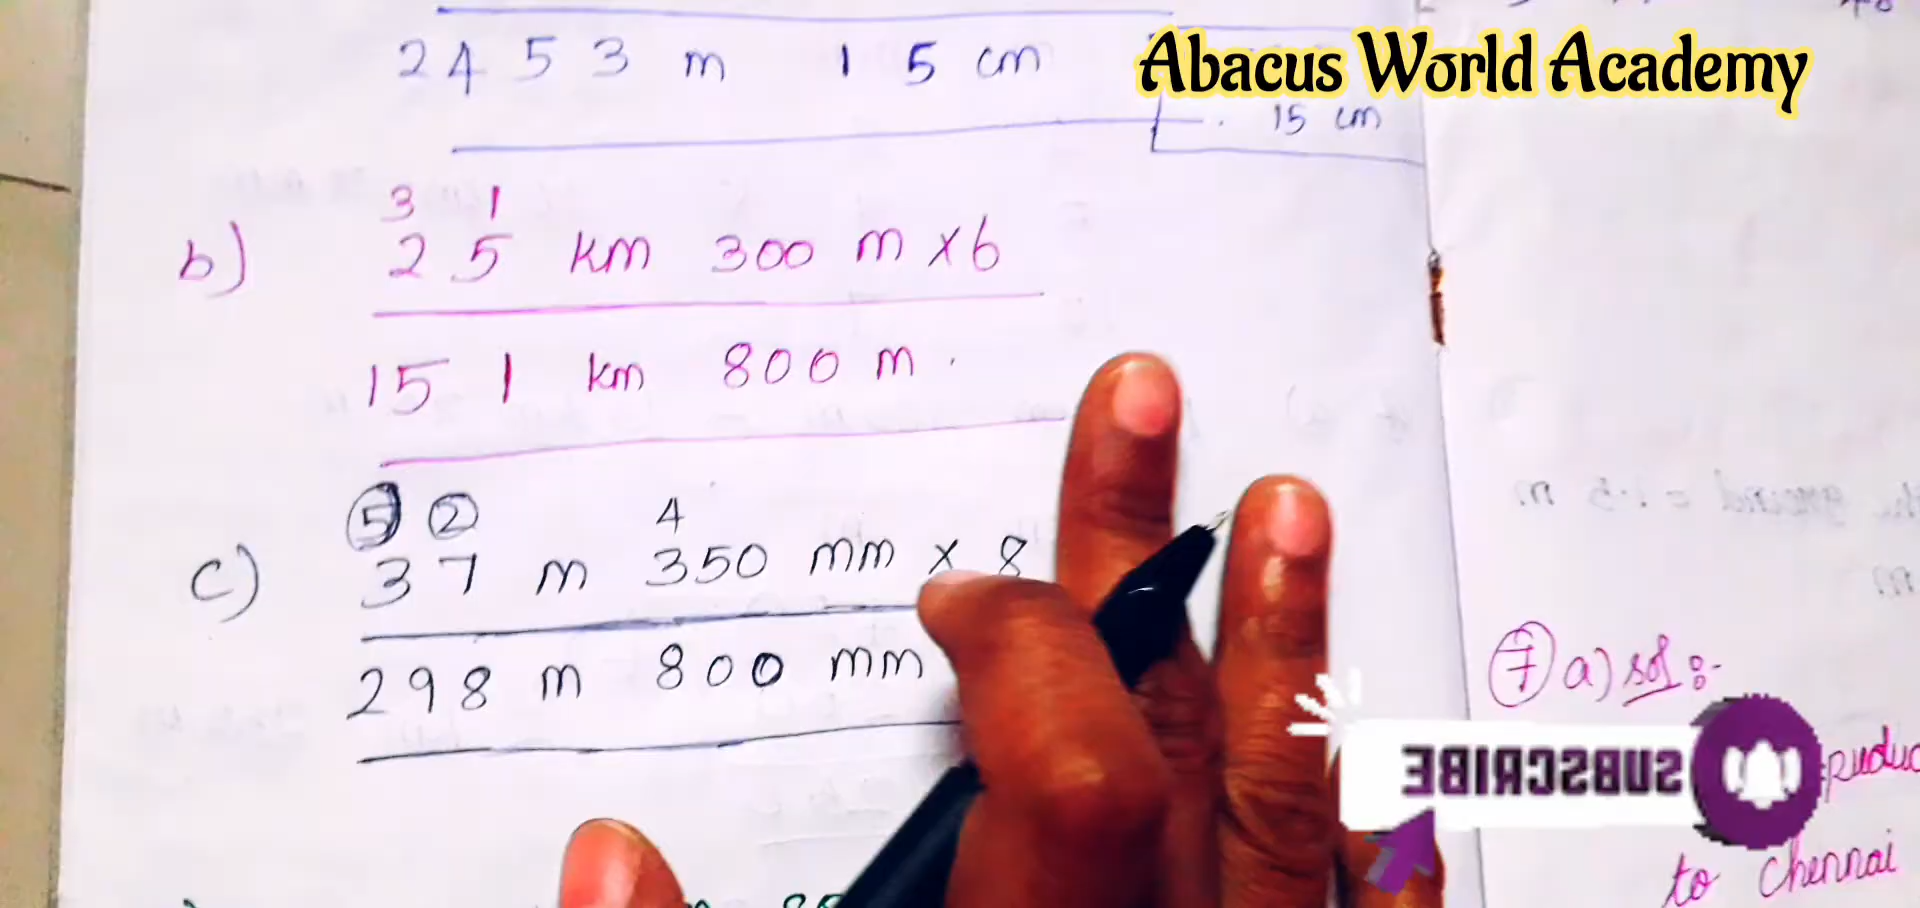 2453 m 15 cm
Abacus World Academy
15 cm
3 1
b) 25 km 300 m x 6
151 km 800 m.
5 2 4
c) 37 m 350 mm x 8
298 m 800 mm
7 a) sol :-
SUBSCRIBE
to chennai